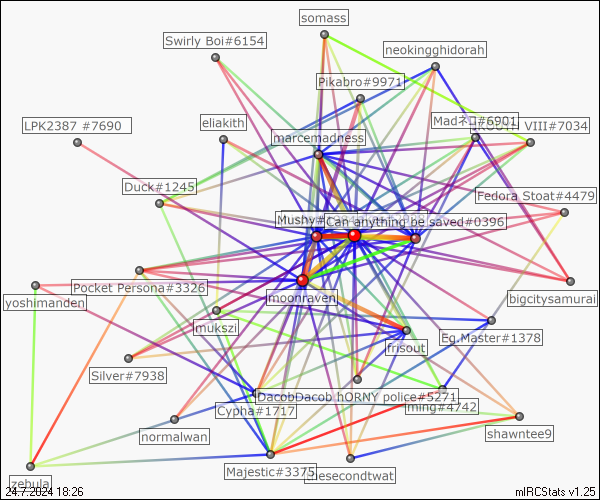 somass
Swirly Boi#6154
neokingghidorah
Pikabro#9971
LPK2387 #7690
eliakith
Madネロ#6901
VIII#7034
marcemadness
Duck#1245
Fedora Stoat#4479
Mushy#
Can anything be saved#0396
Pocket Persona#3326
moonraven
yoshimanden
bigcitysamurai
mukszi
frisout
Eg.Master#1378
Silver#7938
DacobDacob hORNY police#5271
Cypha#1717
ming#4742
normalwan
shawntee9
Majestic#3375
thesecondtwat
zebula
24.7.2024 18:26
mIRCStats v1.25